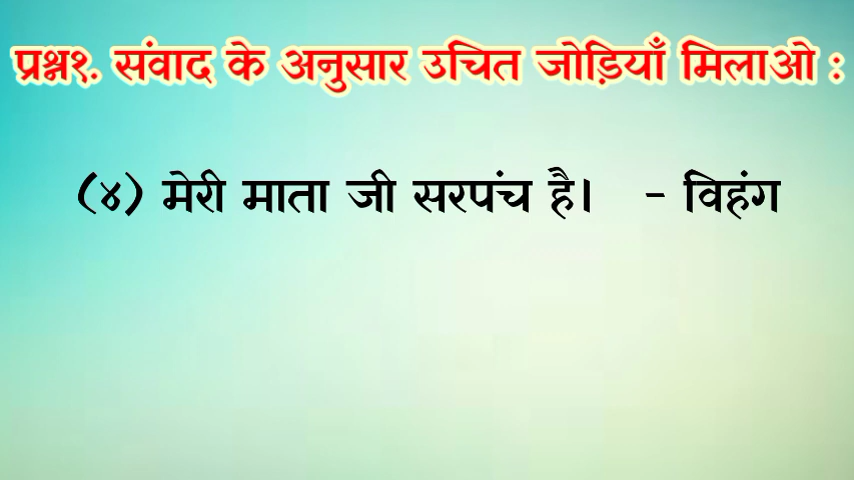 प्रश्न१. संवाद के अनुसार उचित जोड़ियाँ मिलाओ :
(४) मेरी माता जी सरपंच है। - विहंग